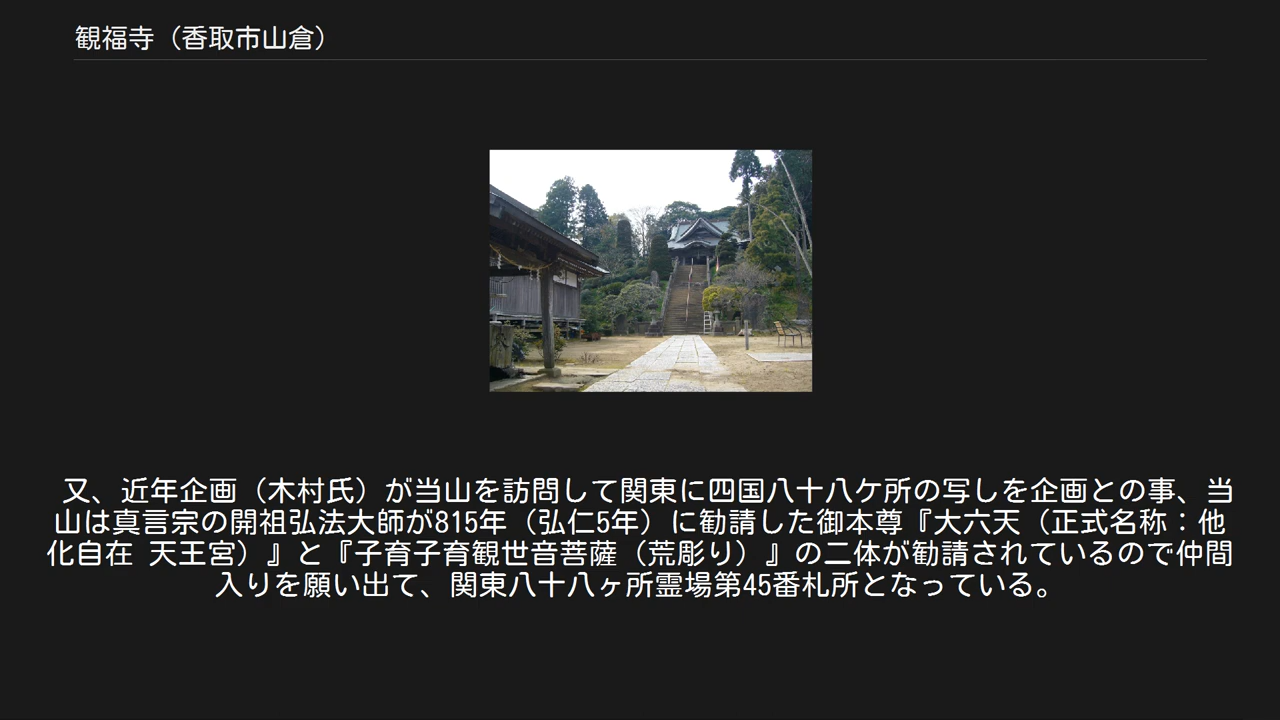 観福寺（香取市山倉）
又、近年企画（木村氏）が当山を訪問して関東に四国八十八ケ所の写しを企画との事、当
山は真言宗の開祖弘法大師が815年（弘仁5年）に勧請した御本尊『大六天（正式名称：他
化自在 天王宮）』と『子育子育観世音菩薩（荒彫り）』の二体が勧請されているので仲間
入りを願い出て、関東八十八ヶ所霊場第45番札所となっている。